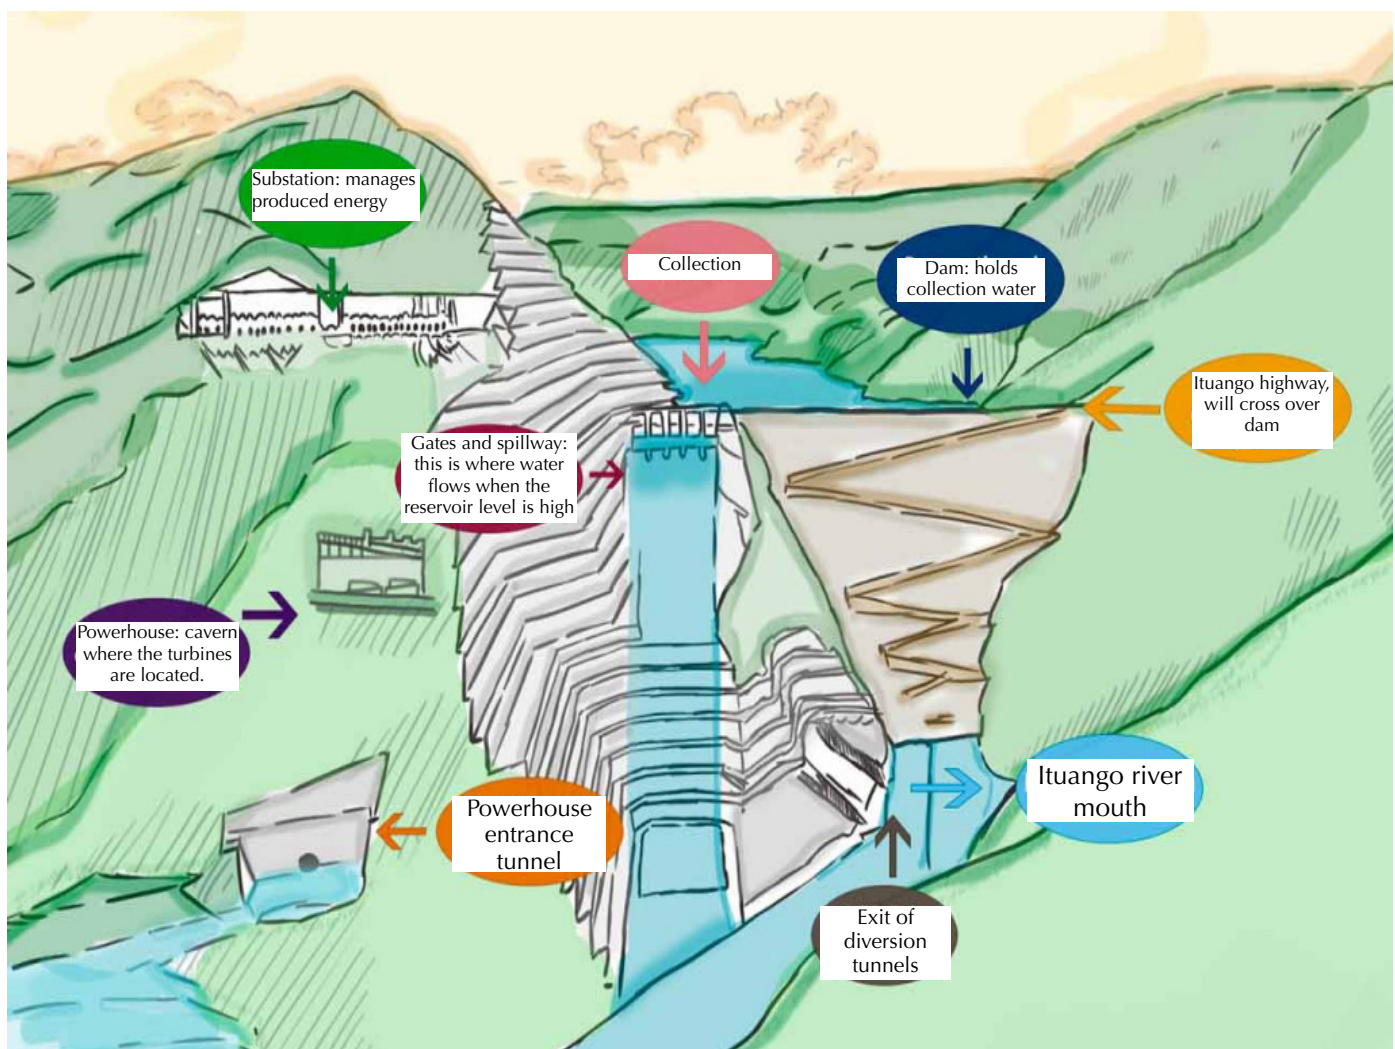 Substation: manages
produced energy
Collection
Dam: holds
collection water
Ituango highway,
will cross over
dam
Gates and spillway:
this is where water
flows when the
reservoir level is high
Powerhouse: cavern
where the turbines
are located.
Powerhouse
entrance
tunnel
Ituango river
mouth
Exit of
diversion
tunnels